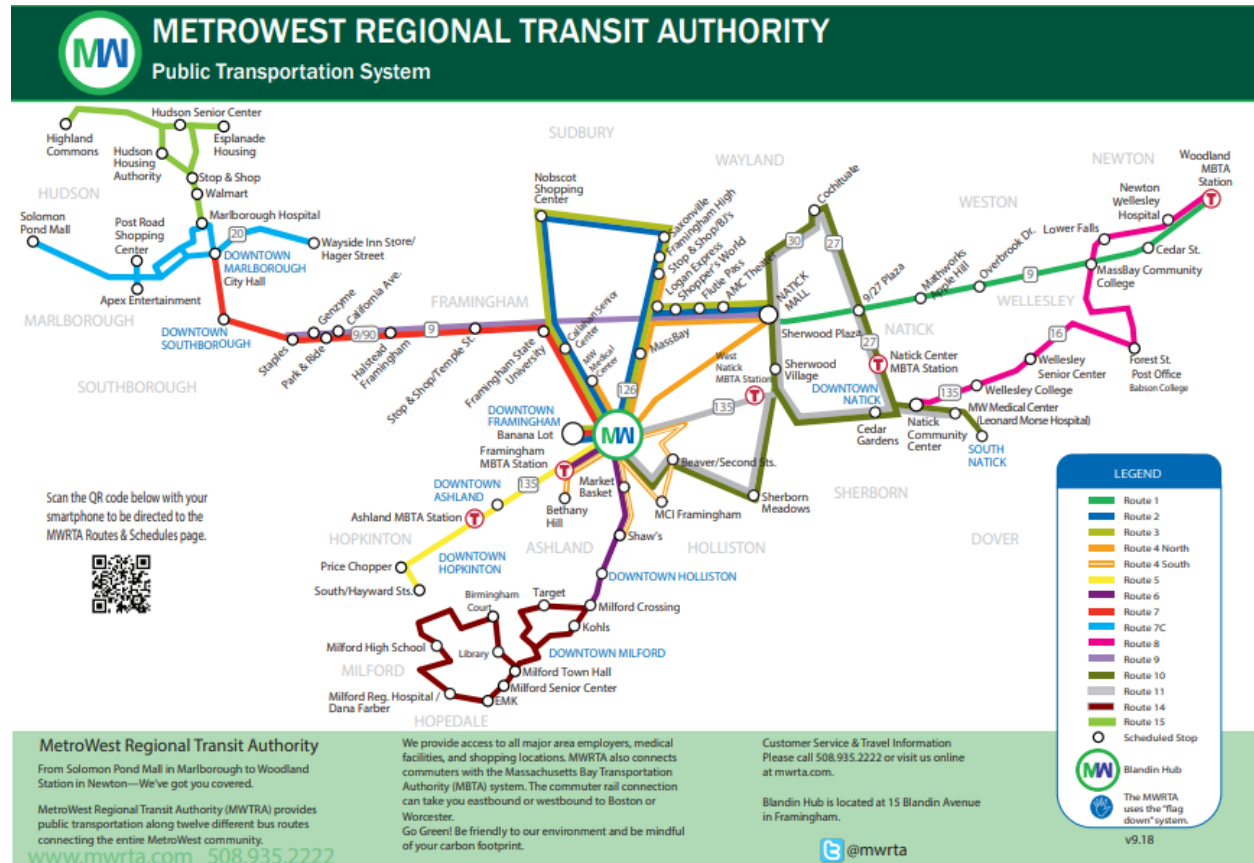 MW
METROWEST REGIONAL TRANSIT AUTHORITY
Public Transportation System
SUDBURY
WAYLAND
WESTON
NEWTON
HUDSON
MARLBOROUGH
SOUTHBOROUGH
FRAMINGHAM
NATICK
WELLESLEY
SHERBORN
DOVER
HOPKINTON
ASHLAND
HOLLISTON
MILFORD
HOPEDALE
Highland
Commons
Hudson Senior Center
Esplanade
Housing
Hudson
Housing
Authority
Stop & Shop
Walmart
Marlborough Hospital
Solomon
Pond Mall
Post Road
Shopping
Center
20
Wayside Inn Store/
Hager Street
DOWNTOWN
MARLBOROUGH
City Hall
Apex Entertainment
DOWNTOWN
SOUTHBOROUGH
Staples
Genzyme
Park & Ride
California Ave.
9/90
Halstead
Framingham
9
Stop & Shop/Temple St.
Framingham State
University
Nobscot
Shopping
Center
Callahan Senior
Center
MW
Medical
Center
Saxonville
Framingham High
Stop & Shop/BJ's
Logan Express
Shopper's World
Flutie Pass
AMC Theater
MassBay
126
NATICK
MALL
30
27
Cochituate
9/27 Plaza
Sherwood Plaza
Mathworks
Apple Hill
Overbrook Dr.
9
Cedar St.
Woodland
MBTA
Station
T
Newton
Wellesley
Hospital
Lower Falls
MassBay Community
College
Forest St.
Post Office
Babson College
16
Wellesley
Senior Center
Wellesley College
135
MW Medical Center
(Leonard Morse Hospital)
SOUTH
NATICK
Natick
Community
Center
27
T
Natick Center
MBTA Station
DOWNTOWN
NATICK
Cedar
Gardens
Sherwood
Village
West
Natick
MBTA Station
T
135
Sherborn
Meadows
Beaver/Second Sts.
MCI Framingham
DOWNTOWN
FRAMINGHAM
Banana Lot
MW
Framingham
MBTA Station
T
Bethany
Hill
Market
Basket
Shaw's
DOWNTOWN
ASHLAND
135
Ashland MBTA Station
T
DOWNTOWN
HOPKINTON
Price Chopper
South/Hayward Sts.
DOWNTOWN HOLLISTON
Milford Crossing
Target
Kohls
DOWNTOWN MILFORD
Birmingham
Court
Milford High School
Library
Milford Town Hall
Milford Senior Center
EMK
Milford Reg. Hospital /
Dana Farber
Scan the QR code below with your
smartphone to be directed to the
MWRTA Routes & Schedules page.
LEGEND
Route 1
Route 2
Route 3
Route 4 North
Route 4 South
Route 5
Route 6
Route 7
Route 7C
Route 8
Route 9
Route 10
Route 11
Route 14
Route 15
Scheduled Stop
MW
Blandin Hub
The MWRTA
uses the "flag
down" system.
v9.18
MetroWest Regional Transit Authority
From Solomon Pond Mall in Marlborough to Woodland
Station in Newton—We've got you covered.
MetroWest Regional Transit Authority (MWTRA) provides
public transportation along twelve different bus routes
connecting the entire MetroWest community.
www.mwrta.com 508.935.2222
We provide access to all major area employers, medical
facilities, and shopping locations. MWRTA also connects
commuters with the Massachusetts Bay Transportation
Authority (MBTA) system. The commuter rail connection
can take you eastbound or westbound to Boston or
Worcester.
Go Green! Be friendly to our environment and be mindful
of your carbon footprint.
Customer Service & Travel Information
Please call 508.935.2222 or visit us online
at mwrta.com.
Blandin Hub is located at 15 Blandin Avenue
in Framingham.
@mwrta